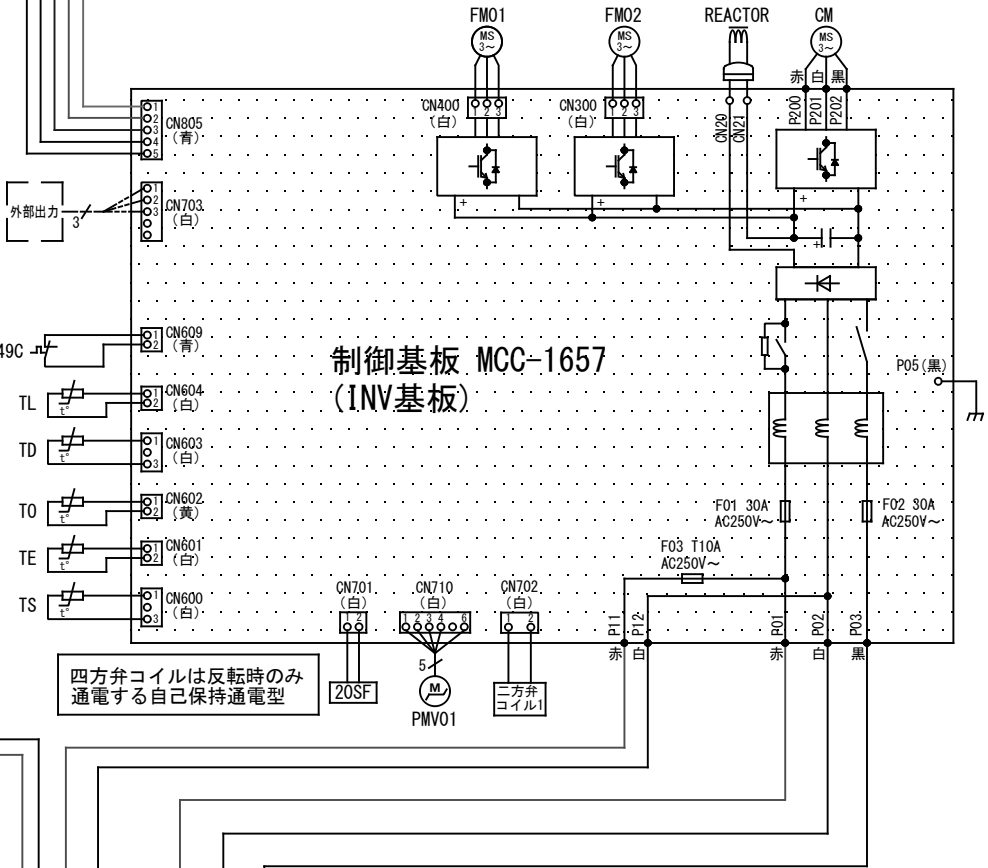 FM01
FM02
REACTOR
CM
MS
3～
MS
3～
MS
3～
赤 白 黒
P200
P201
P202
CN400
(白)
1 2 3
CN300
(白)
1 2 3
CN20
CN21
1
2
3
4
5
CN805
(青)
外部出力
3
1
2
3
CN703
(白)
+
+
+
+
49C
1
2
CN609
(青)
制御基板 MCC-1657
(INV基板)
P05(黒)
TL
t°
1
2
CN604
(白)
TD
t°
1
3
CN603
(白)
TO
t°
1
2
CN602
(黄)
TE
t°
1
2
CN601
(白)
TS
t°
1
3
CN600
(白)
F01 30A
AC250V～
F02 30A
AC250V～
F03 T10A
AC250V～
CN701
(白)
1 2
CN710
(白)
1 2 3 4 6
CN702
(白)
1 2
P11
P12
P01
P02
P03
赤 白 赤 白 黒
四方弁コイルは反転時のみ
通電する自己保持通電型
20SF
5
M
PMV01
二方弁
コイル1